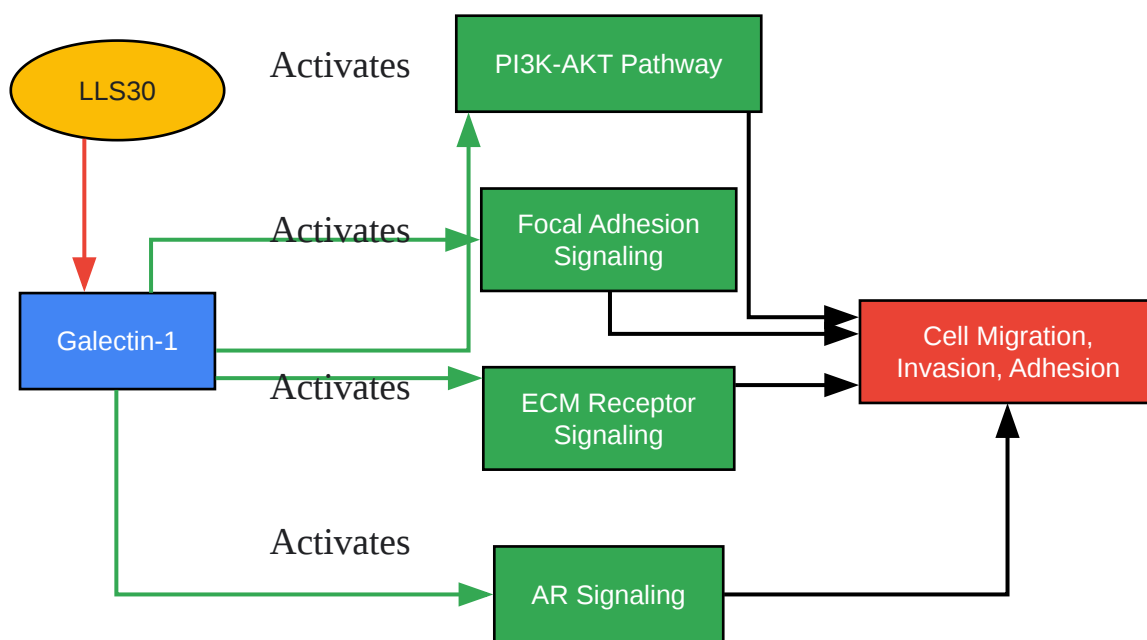 LLS30
Activates
PI3K-AKT Pathway
Activates
Focal Adhesion
Signaling
Galectin-1
Cell Migration,
Invasion, Adhesion
Activates
ECM Receptor
Signaling
Activates
AR Signaling